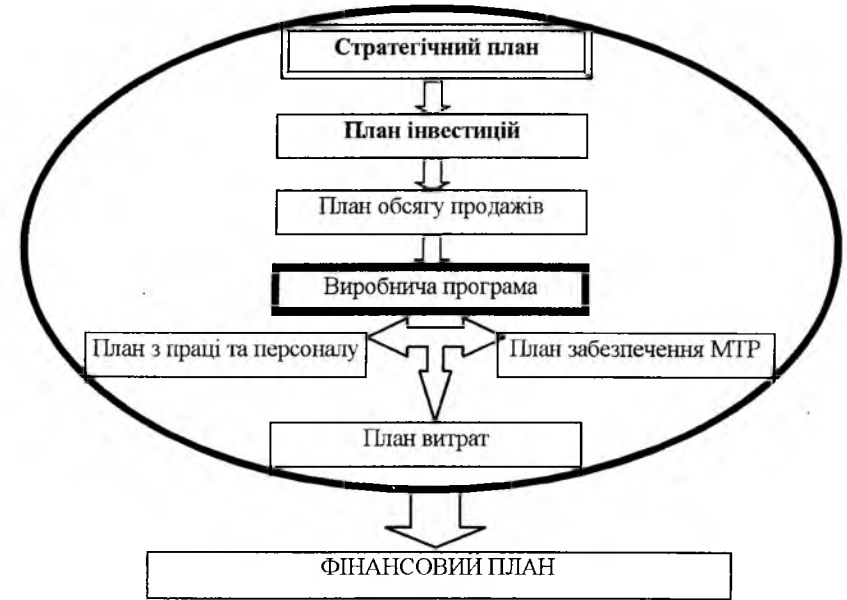 Стратегічний план
План інвестицій
План обсягу продажів
Виробнича програма
План з праці та персоналу
План забезпечення МТР
План витрат
ФІНАНСОВИЙ ПЛАН